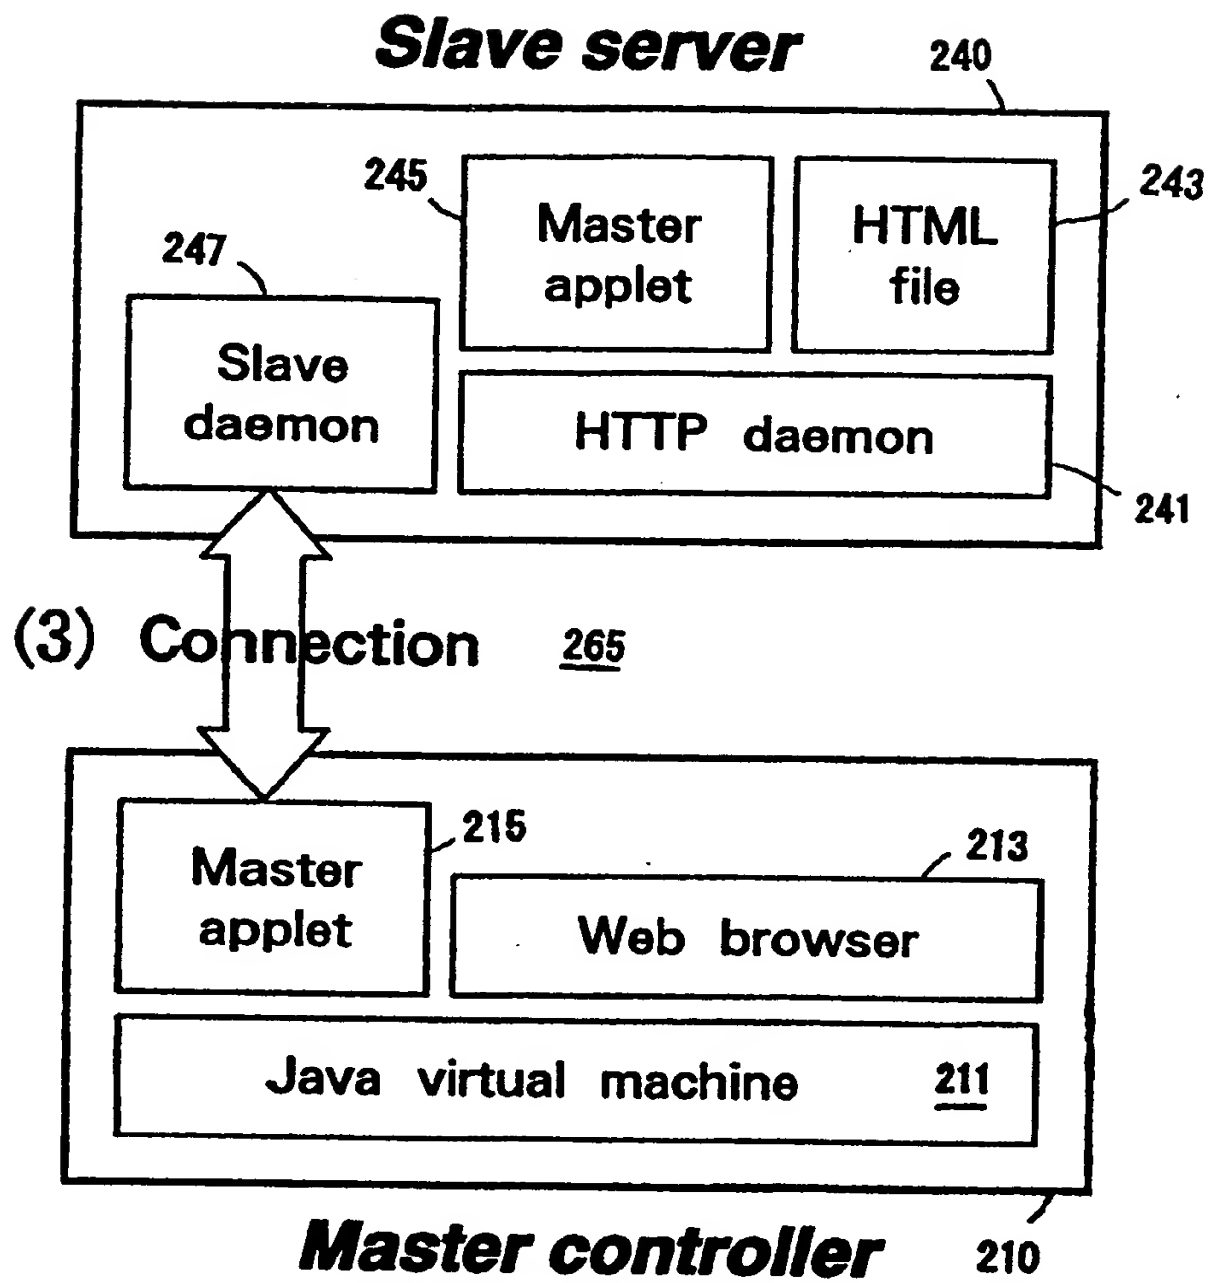 Slave server
240
245
Master
applet
HTML
file
243
247
Slave
daemon
HTTP daemon
241
(3) Connection 265
215
Master
applet
213
Web browser
Java virtual machine 211
Master controller
210